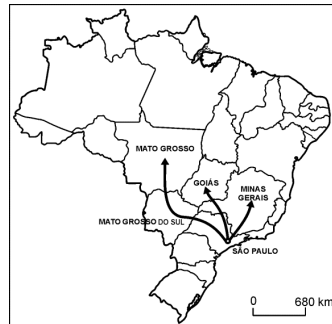 MATO GROSSO
GOIÁS
MINAS
GERAIS
MATO GROSSO DO SUL
SÃO PAULO
0 680 km